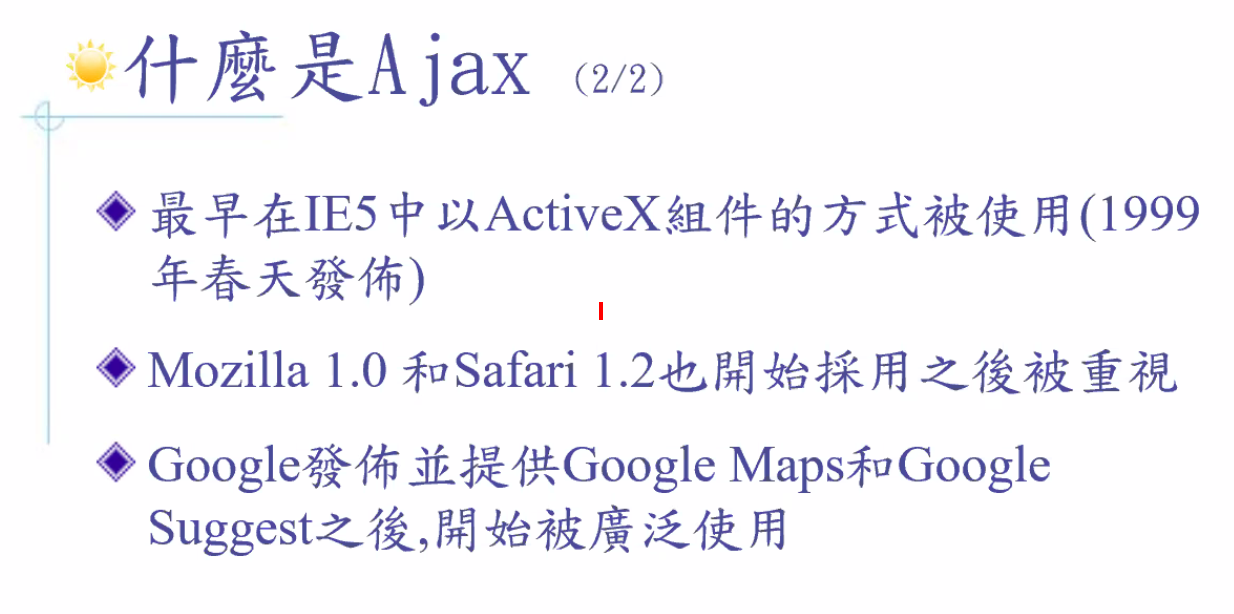 什麼是Ajax (2/2)
最早在IE5中以ActiveX組件的方式被使用(1999
年春天發佈)
Mozilla 1.0 和Safari 1.2也開始採用之後被重視
Google發佈並提供Google Maps和Google
Suggest之後,開始被廣泛使用